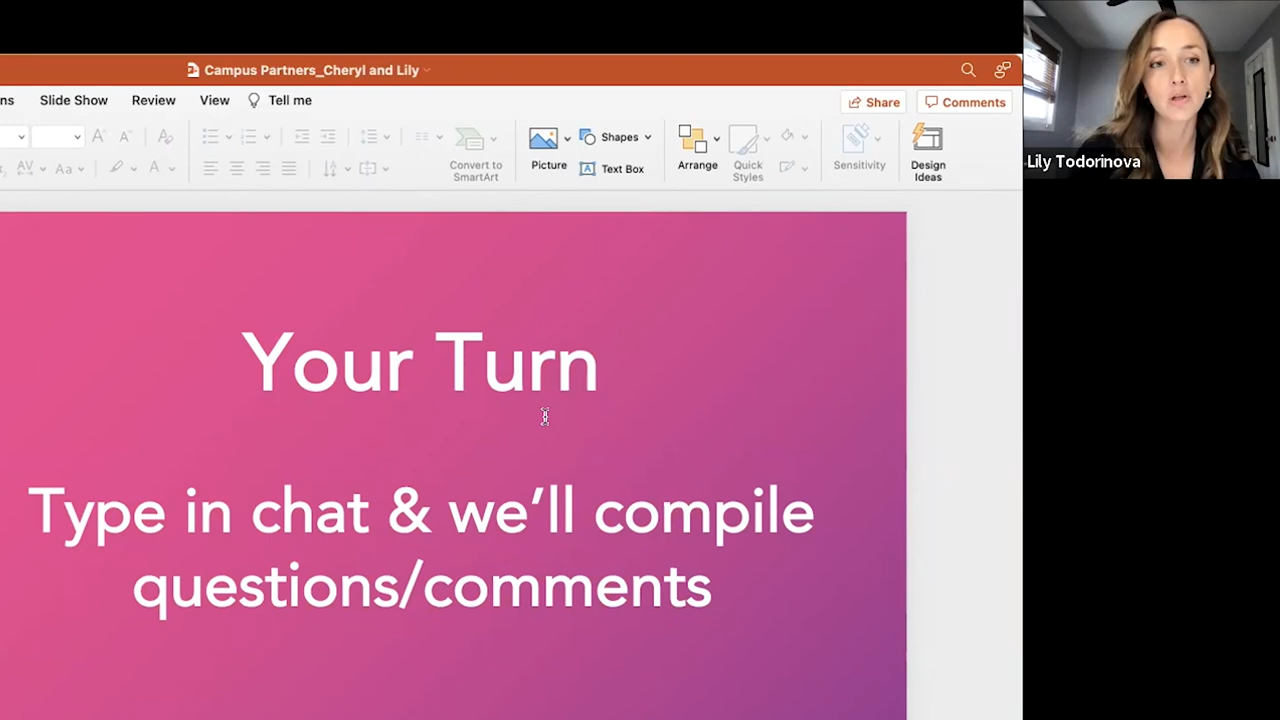 Campus Partners_Cheryl and Lily
ns Slide Show Review View Tell me
Share Comments
Aa
Convert to
SmartArt
Picture
Shapes
Text Box
Arrange
Quick
Styles
Sensitivity
Design
Ideas
Lily Todorinova
Your Turn
Type in chat & we’ll compile
questions/comments